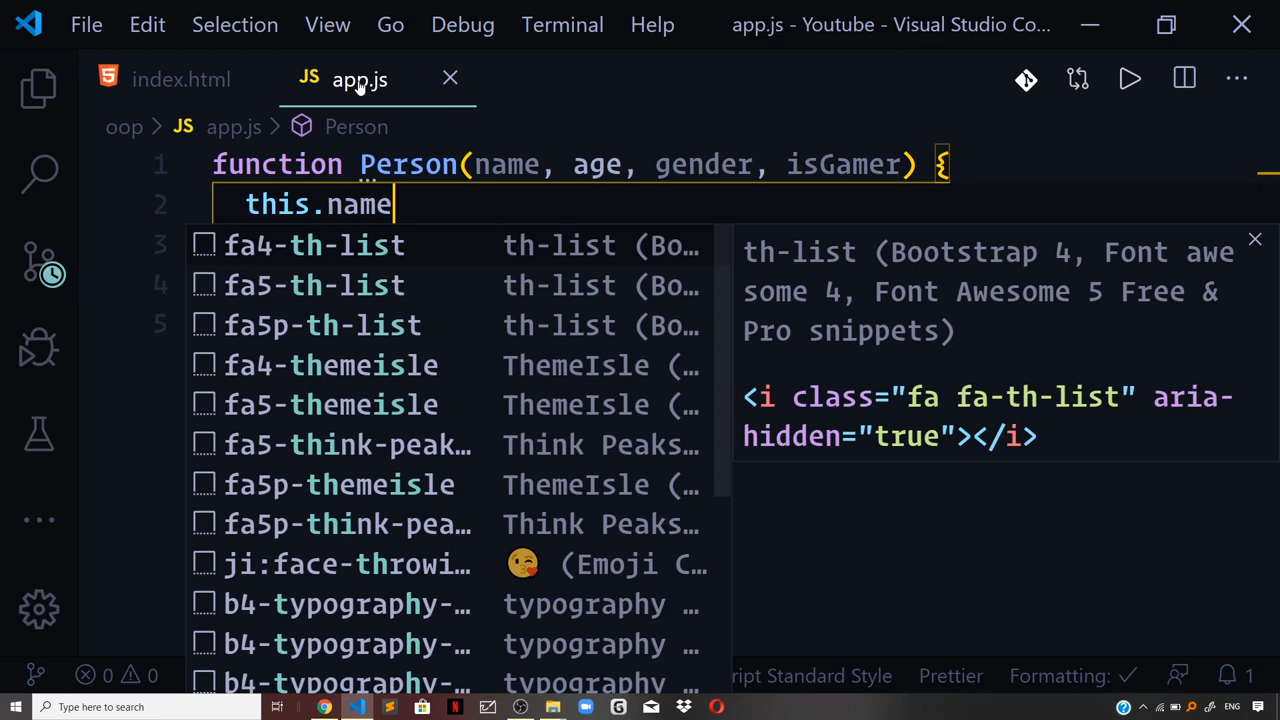 File Edit Selection View Go Debug Terminal Help app.js - Youtube - Visual Studio Co...
index.html JS app.js
oop > JS app.js > Person
1 function Person(name, age, gender, isGamer) {
2 this.name
3
4
5
fa4-th-list th-list (Bo...
fa5-th-list th-list (Bo...
fa5p-th-list th-list (Bo...
fa4-themeisle ThemeIsle (...
fa5-themeisle ThemeIsle (...
fa5-think-peak... Think Peaks...
fa5p-themeisle ThemeIsle (...
fa5p-think-pea... Think Peaks...
ji:face-throwi... 😘 (Emoji C...
b4-typography-... typography ...
b4-typography-... typography ...
b4-typography-... typography ...
th-list (Bootstrap 4, Font awe
some 4, Font Awesome 5 Free &
Pro snippets)
<i class="fa fa-th-list" aria-
hidden="true"></i>
0 0 ript Standard Style Prettier Formatting: ✓ 1
Type here to search ENG